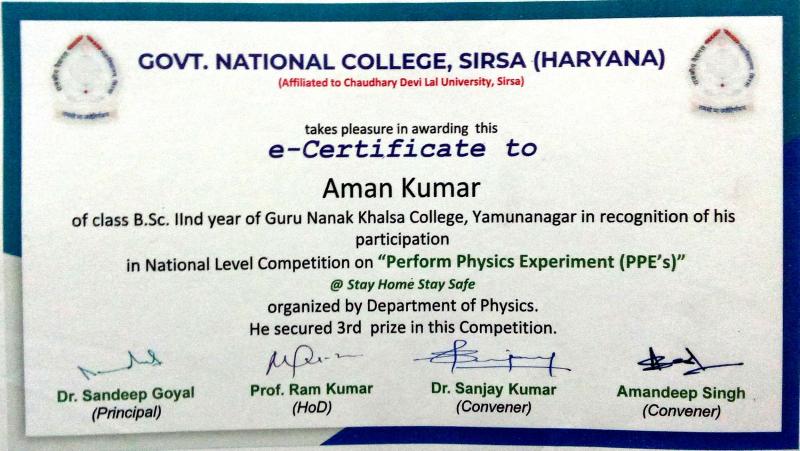 GOVT. NATIONAL COLLEGE, SIRSA (HARYANA)
(Affiliated to Chaudhary Devi Lal University, Sirsa)
takes pleasure in awarding this
e-Certificate to
Aman Kumar
of class B.Sc. IInd year of Guru Nanak Khalsa College, Yamunanagar in recognition of his
participation
in National Level Competition on “Perform Physics Experiment (PPE's)”
@ Stay Home Stay Safe
organized by Department of Physics.
He secured 3rd prize in this Competition.
Dr. Sandeep Goyal
(Principal)
Prof. Ram Kumar
(HoD)
Dr. Sanjay Kumar
(Convener)
Amandeep Singh
(Convener)